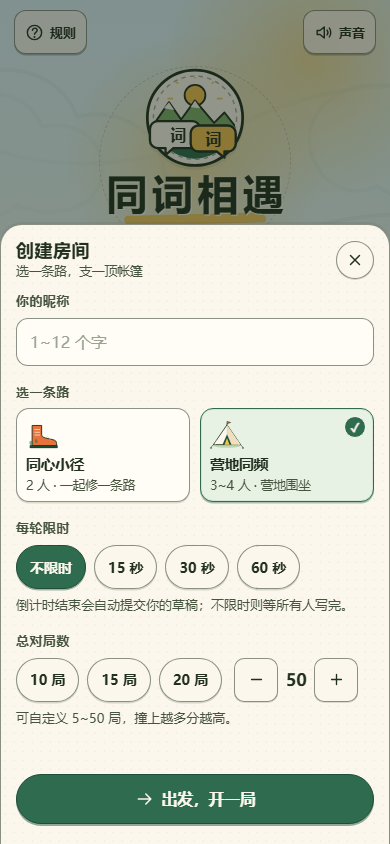 规则
声音
词 词
同词相遇
创建房间
选一条路，支一顶帐篷
你的昵称
1~12 个字
选一条路
同心小径
2 人 · 一起修一条路
营地同频
3~4 人 · 营地围坐
每轮限时
不限时 15 秒 30 秒 60 秒
倒计时结束会自动提交你的草稿；不限时则等所有人写完。
总对局数
10 局 15 局 20 局 − 50 +
可自定义 5~50 局，撞上越多分越高。
→ 出发，开一局